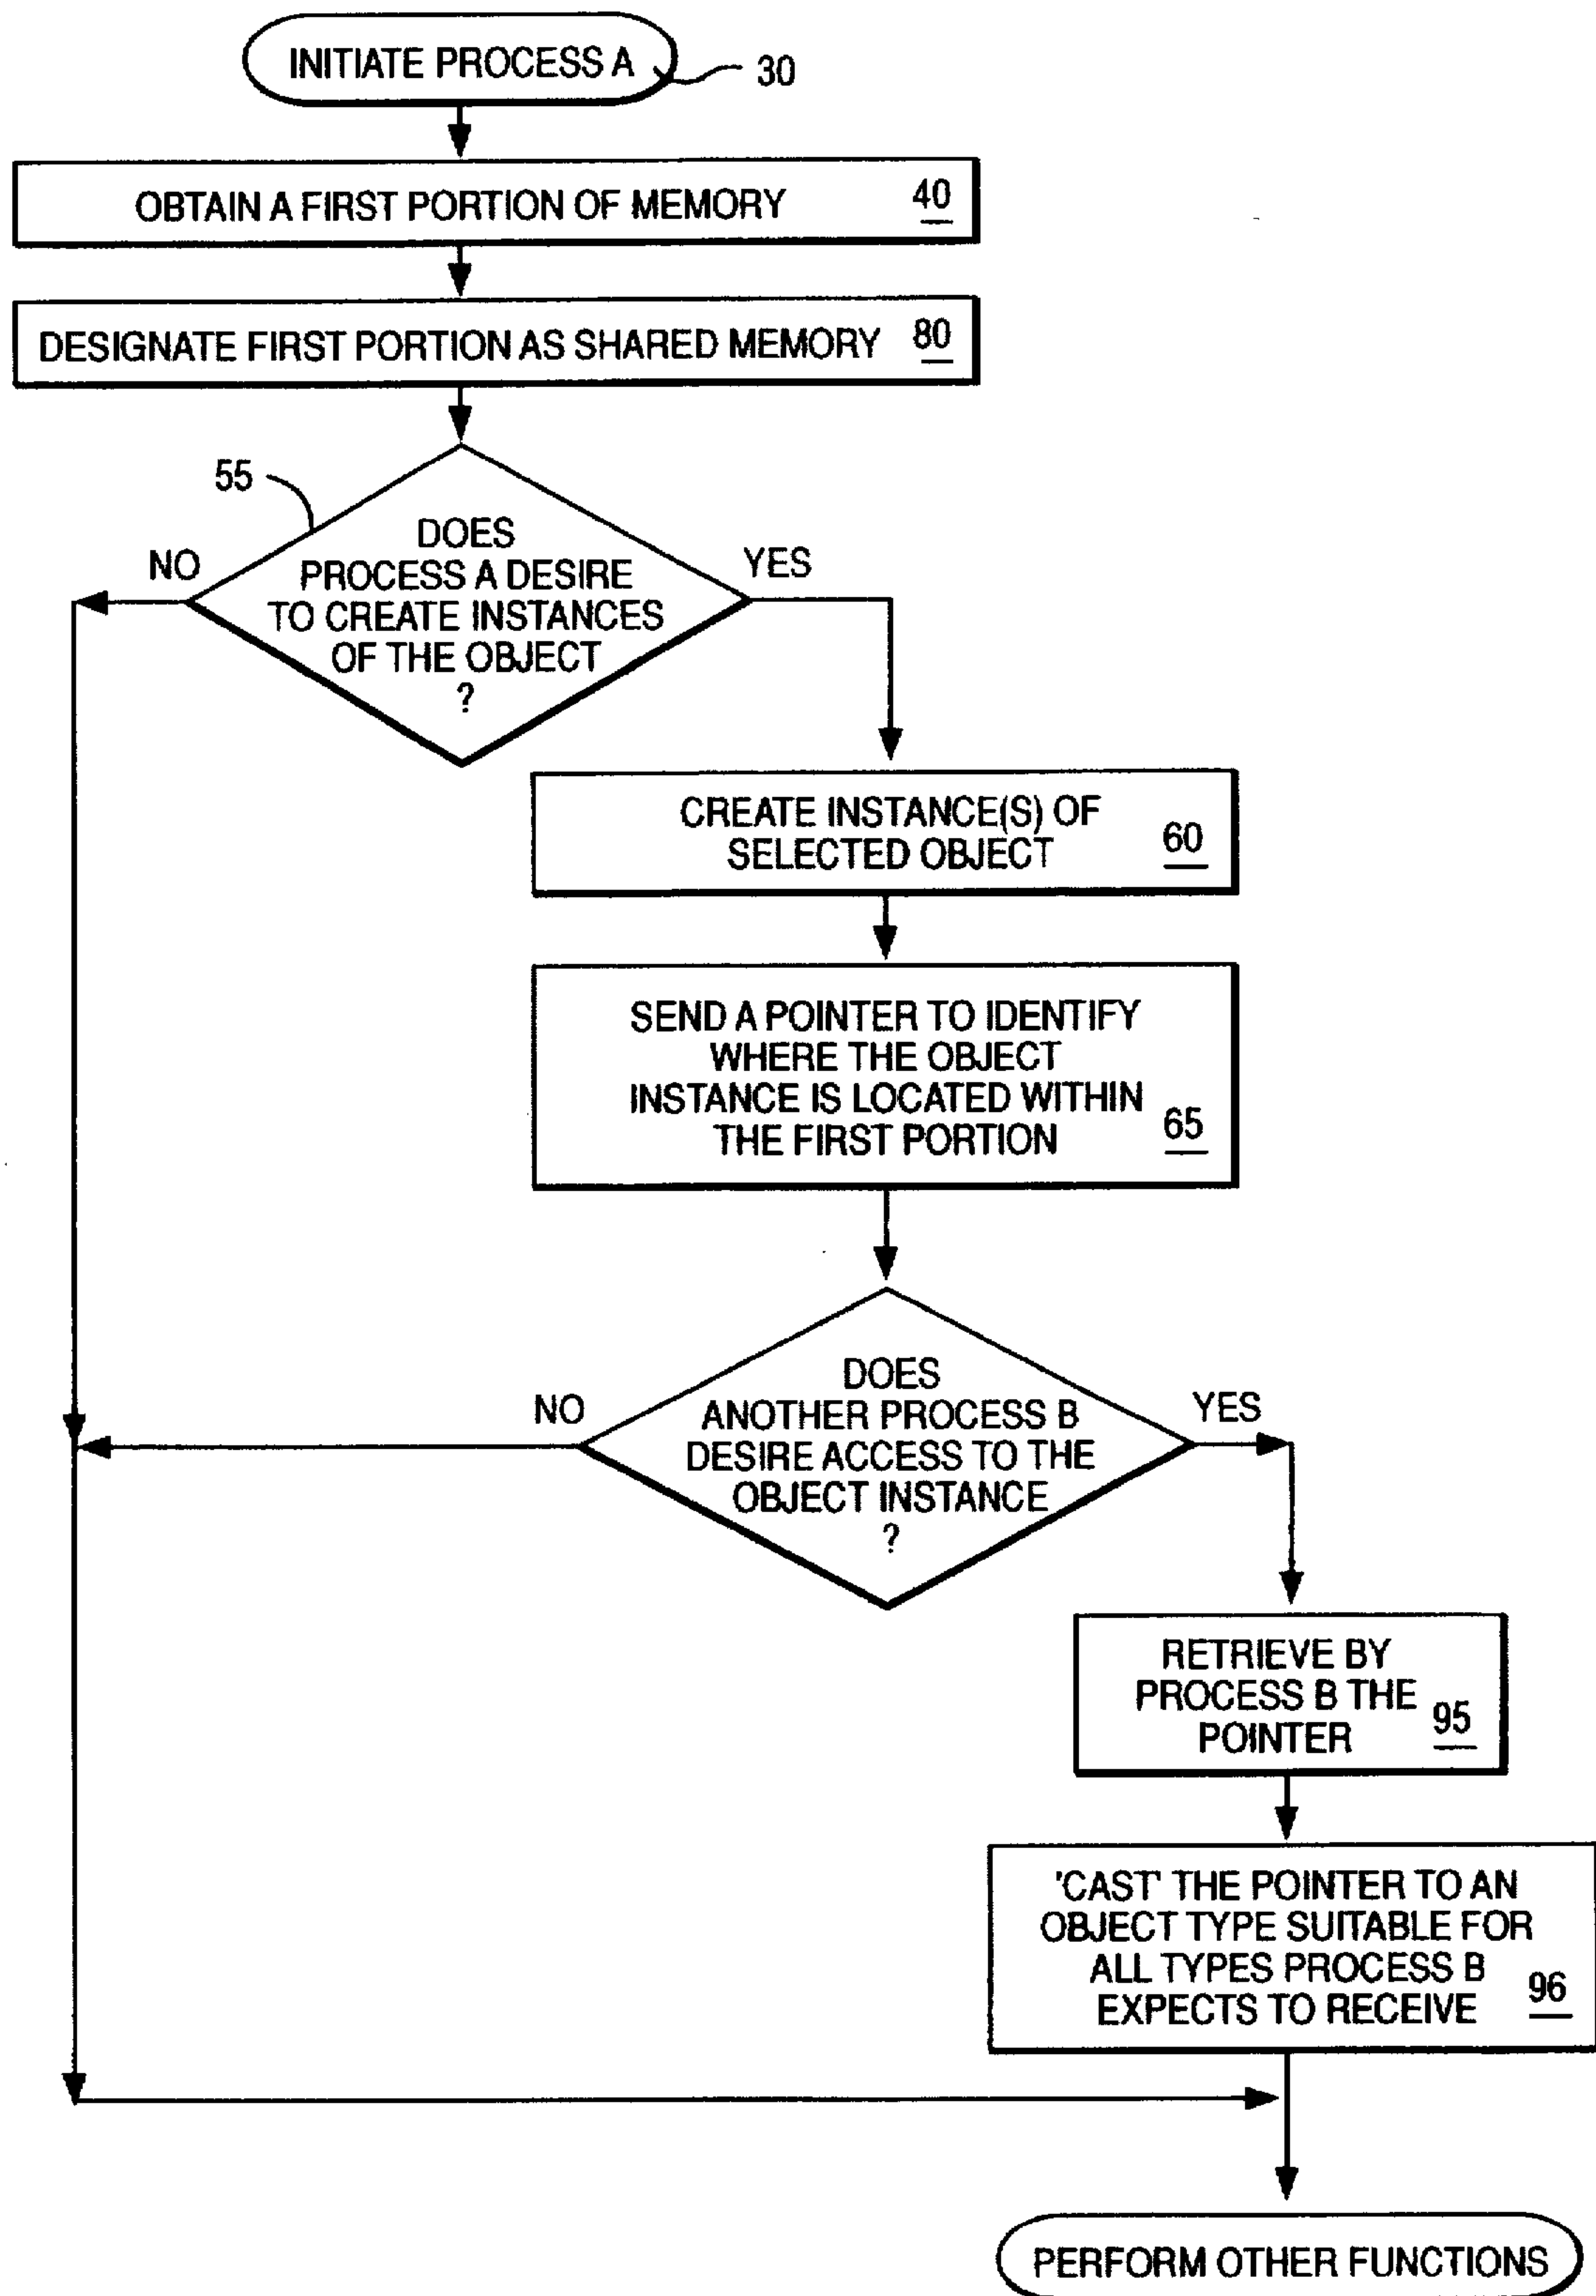 INITIATE PROCESS A
30
OBTAIN A FIRST PORTION OF MEMORY
40
DESIGNATE FIRST PORTION AS SHARED MEMORY
80
55
DOES
PROCESS A DESIRE
TO CREATE INSTANCES
OF THE OBJECT
?
NO
YES
CREATE INSTANCE(S) OF
SELECTED OBJECT
60
SEND A POINTER TO IDENTIFY
WHERE THE OBJECT
INSTANCE IS LOCATED WITHIN
THE FIRST PORTION
65
DOES
ANOTHER PROCESS B
DESIRE ACCESS TO THE
OBJECT INSTANCE
?
NO
YES
RETRIEVE BY
PROCESS B THE
POINTER
95
'CAST' THE POINTER TO AN
OBJECT TYPE SUITABLE FOR
ALL TYPES PROCESS B
EXPECTS TO RECEIVE
96
PERFORM OTHER FUNCTIONS